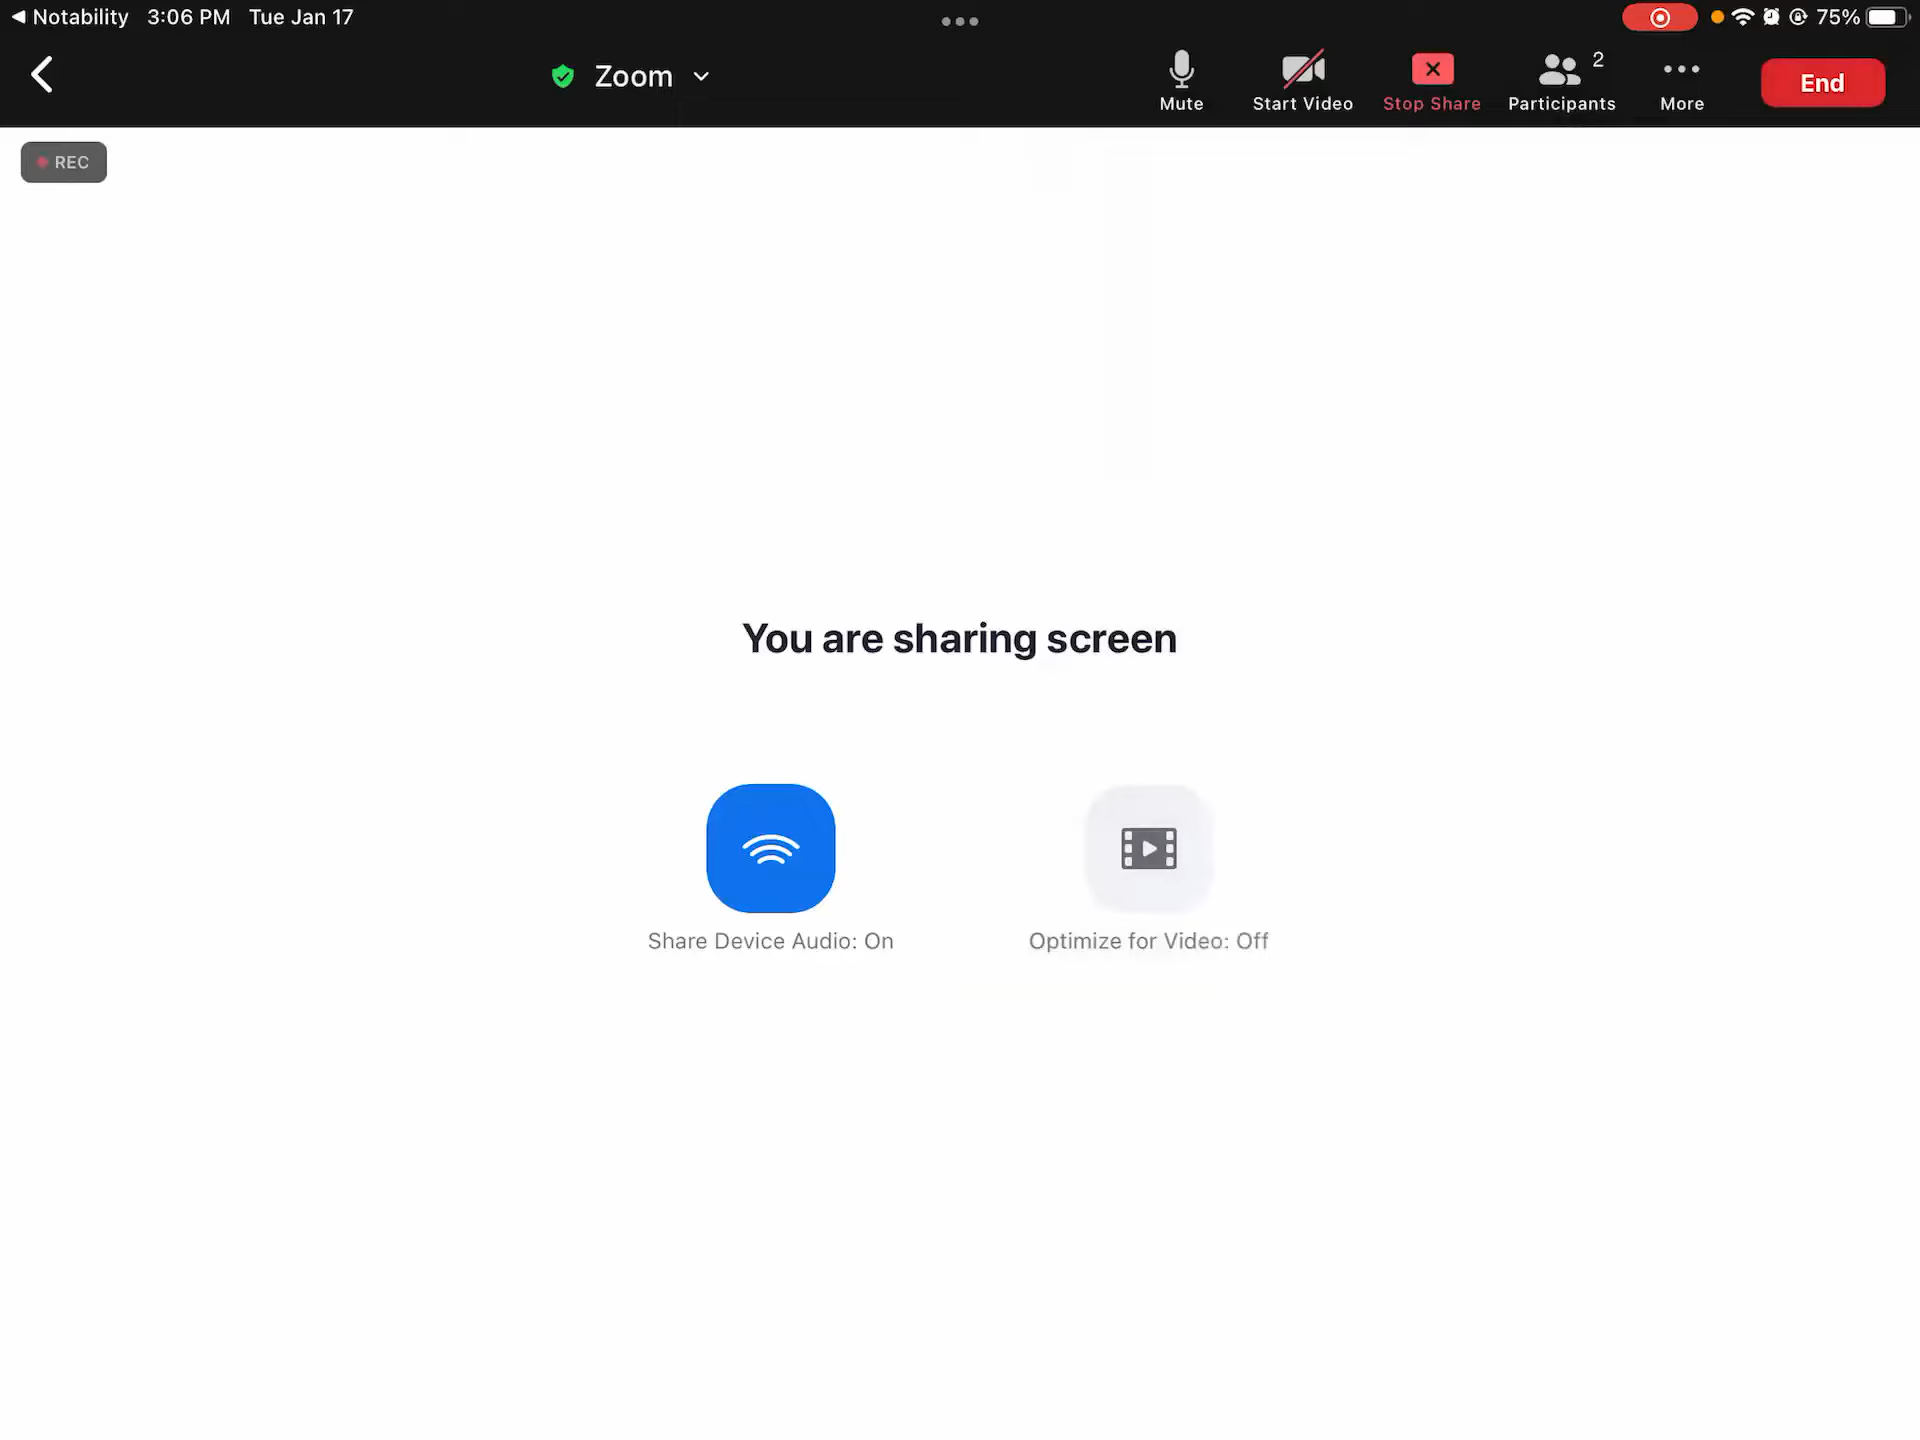 Notability 3:06 PM Tue Jan 17 75%
Zoom
Mute Start Video Stop Share Participants 2 More End
REC
You are sharing screen
Share Device Audio: On Optimize for Video: Off